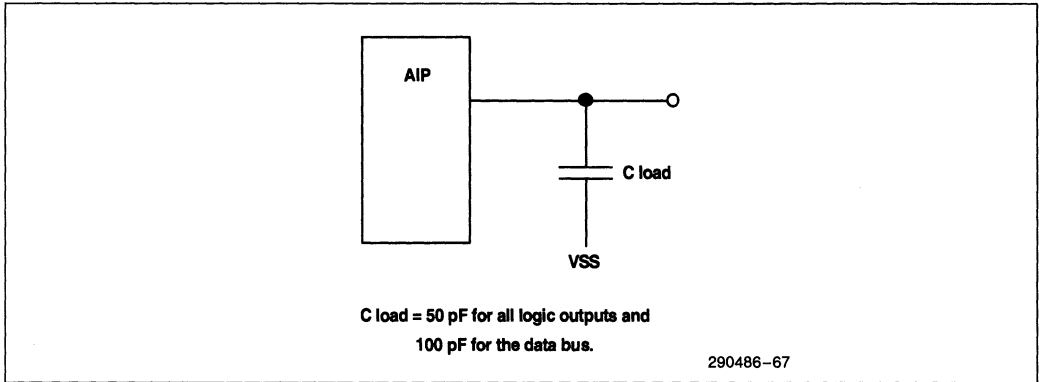 AIP
C load
VSS
C load = 50 pF for all logic outputs and
100 pF for the data bus.
290486–67